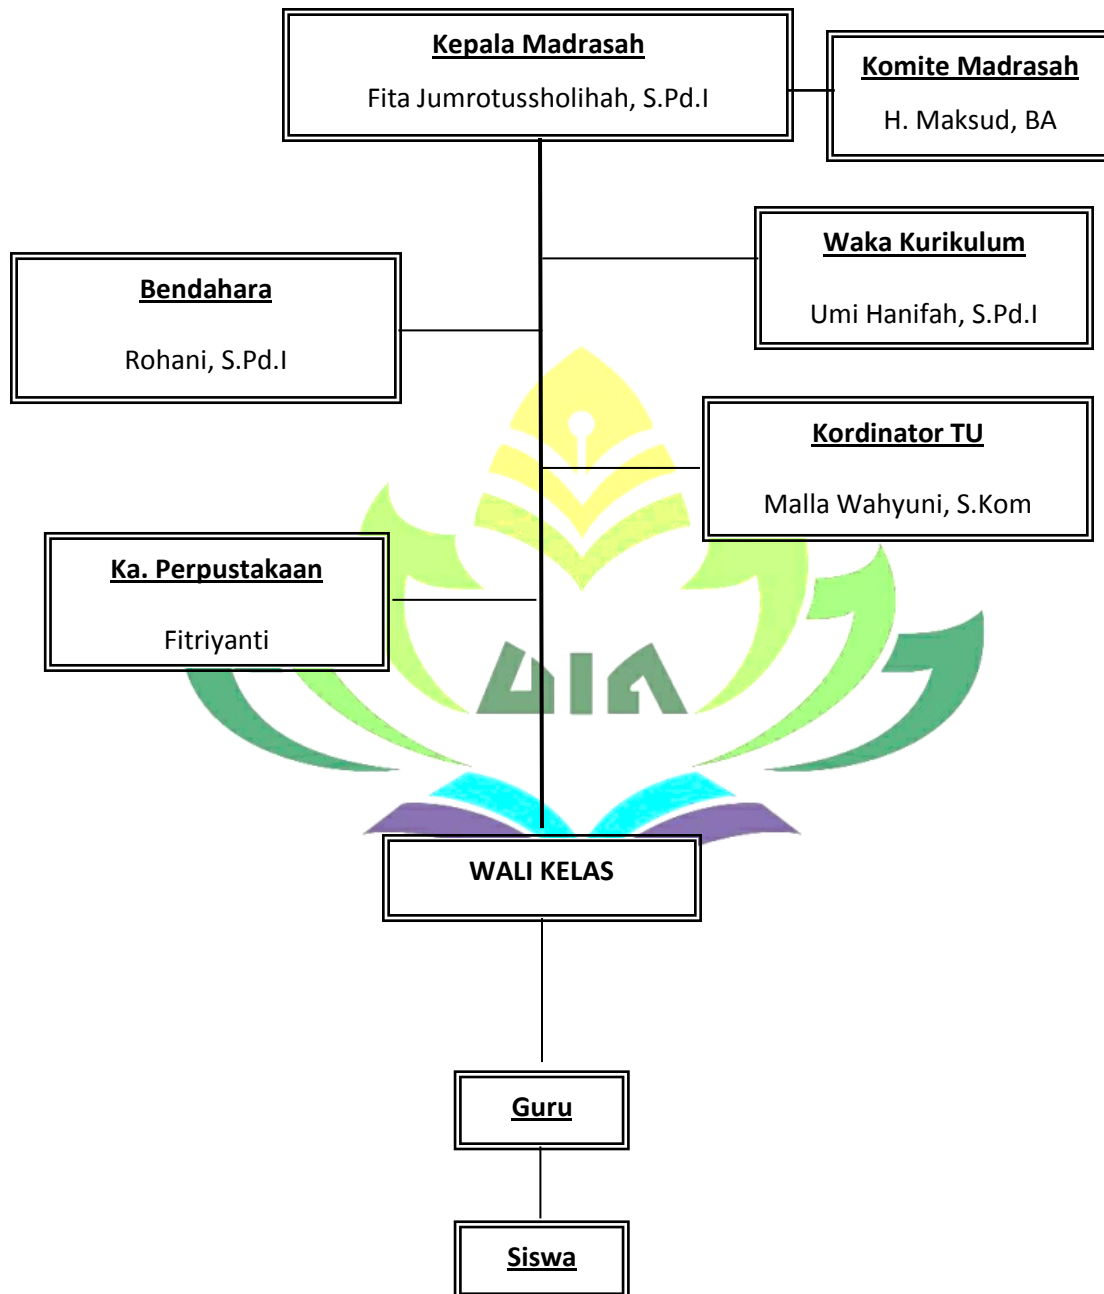 Kepala Madrasah
Fita Jumrotussholihah, S.Pd.I
Komite Madrasah
H. Maksud, BA
Waka Kurikulum
Umi Hanifah, S.Pd.I
Bendahara
Rohani, S.Pd.I
Kordinator TU
Malla Wahyuni, S.Kom
Ka. Perpustakaan
Fitriyanti
WALI KELAS
Guru
Siswa